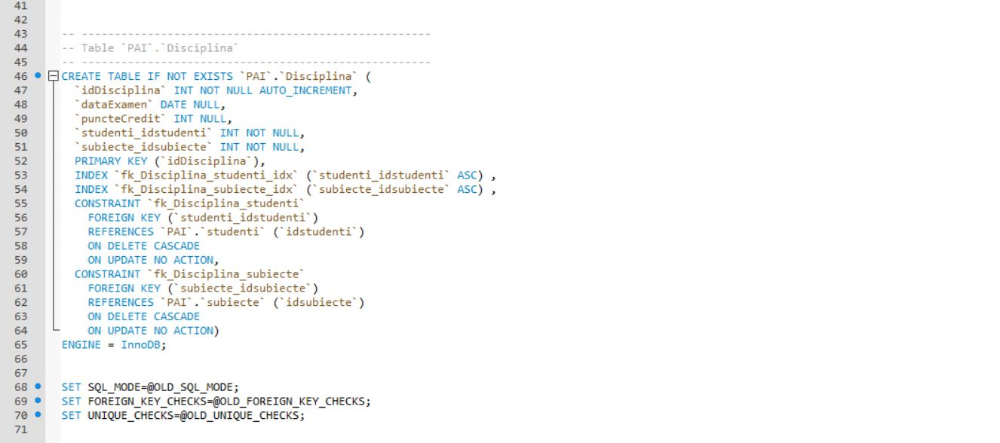 41
42
43 -- -----------------------------------------------------
44 -- Table `PAI`.`Disciplina`
45 -- -----------------------------------------------------
46 CREATE TABLE IF NOT EXISTS `PAI`.`Disciplina` (
47 `idDisciplina` INT NOT NULL AUTO_INCREMENT,
48 `dataExamen` DATE NULL,
49 `puncteCredit` INT NULL,
50 `studenti_idstudenti` INT NOT NULL,
51 `subiecte_idsubiecte` INT NOT NULL,
52 PRIMARY KEY (`idDisciplina`),
53 INDEX `fk_Disciplina_studenti_idx` (`studenti_idstudenti` ASC) ,
54 INDEX `fk_Disciplina_subiecte_idx` (`subiecte_idsubiecte` ASC) ,
55 CONSTRAINT `fk_Disciplina_studenti`
56 FOREIGN KEY (`studenti_idstudenti`)
57 REFERENCES `PAI`.`studenti` (`idstudenti`)
58 ON DELETE CASCADE
59 ON UPDATE NO ACTION,
60 CONSTRAINT `fk_Disciplina_subiecte`
61 FOREIGN KEY (`subiecte_idsubiecte`)
62 REFERENCES `PAI`.`subiecte` (`idsubiecte`)
63 ON DELETE CASCADE
64 ON UPDATE NO ACTION)
65 ENGINE = InnoDB;
66
67
68 SET SQL_MODE=@OLD_SQL_MODE;
69 SET FOREIGN_KEY_CHECKS=@OLD_FOREIGN_KEY_CHECKS;
70 SET UNIQUE_CHECKS=@OLD_UNIQUE_CHECKS;
71